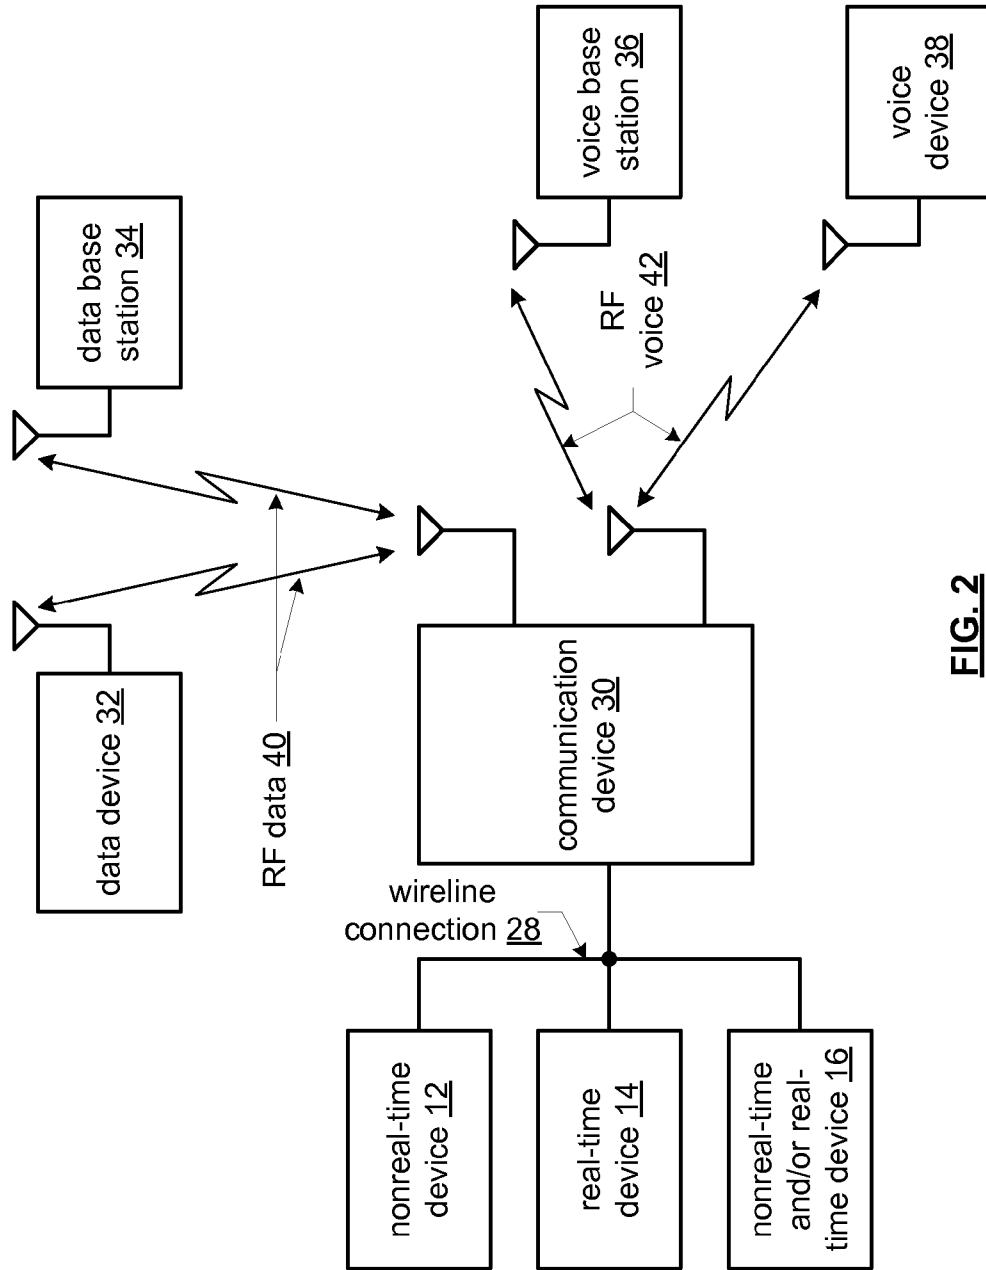 data device 32
data base
station 34
RF data 40
wireline
connection 28
communication
device 30
RF
voice 42
voice base
station 36
voice
device 38
nonreal-time
device 12
real-time
device 14
nonreal-time
and/or real-
time device 16
FIG. 2